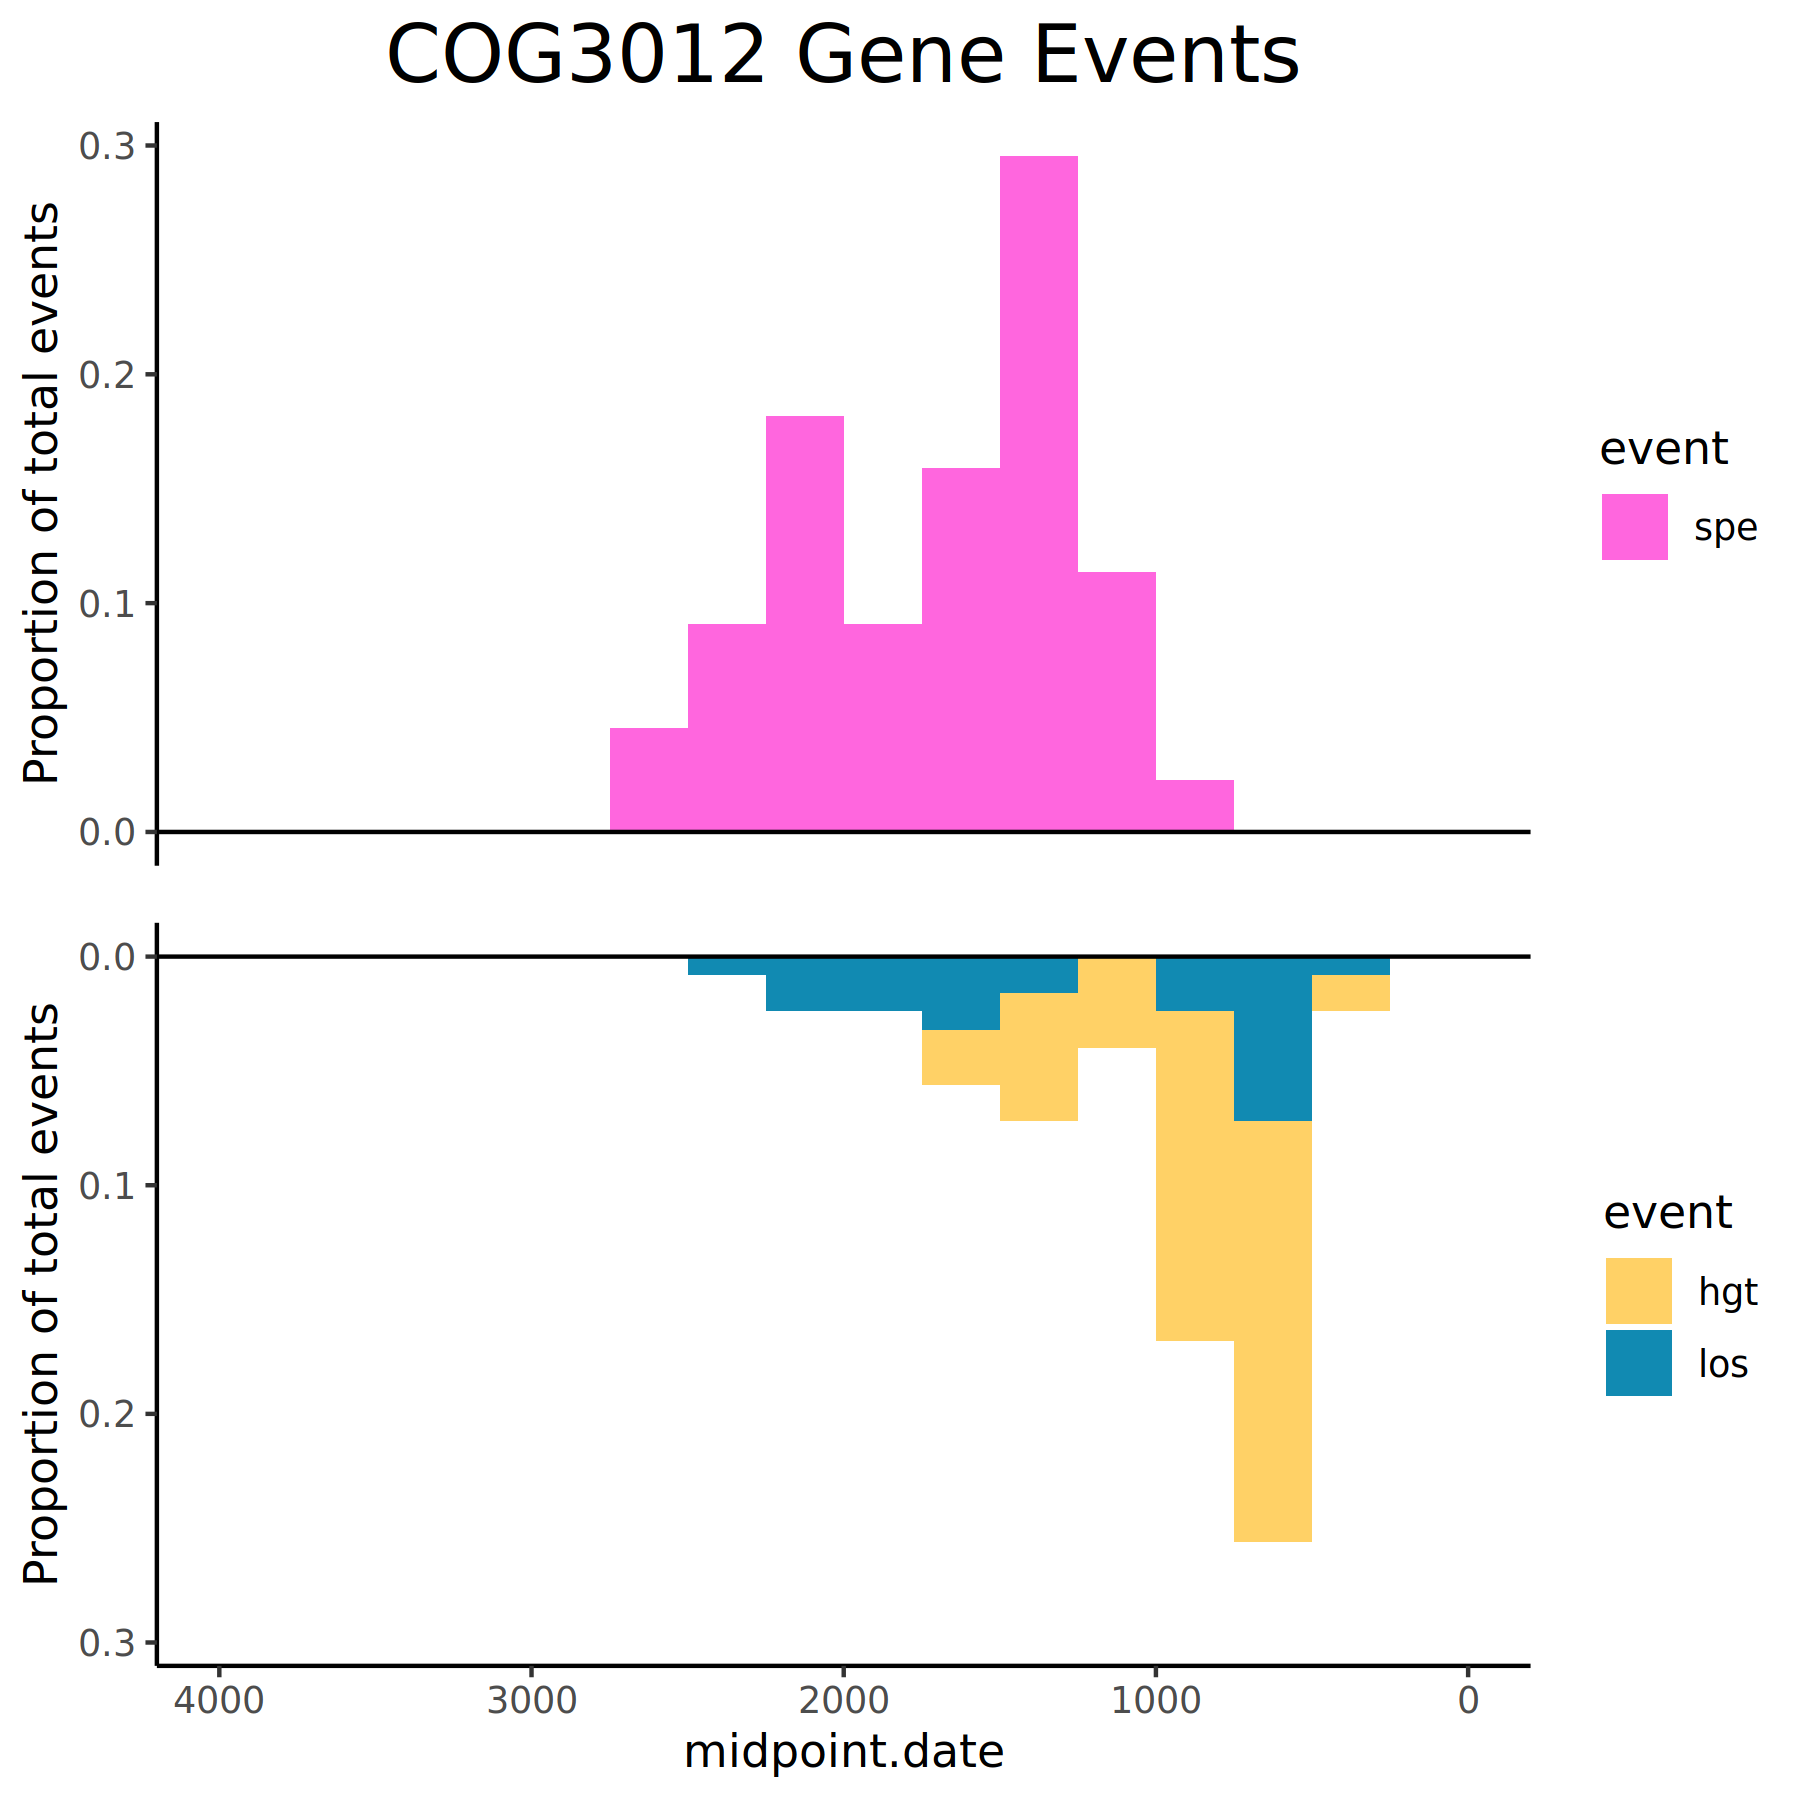 COG3012 Gene Events
Proportion of total events
0.3
0.2
0.1
0.0
event
spe
Proportion of total events
0.0
0.1
0.2
0.3
event
hgt
los
4000 3000 2000 1000 0
midpoint.date